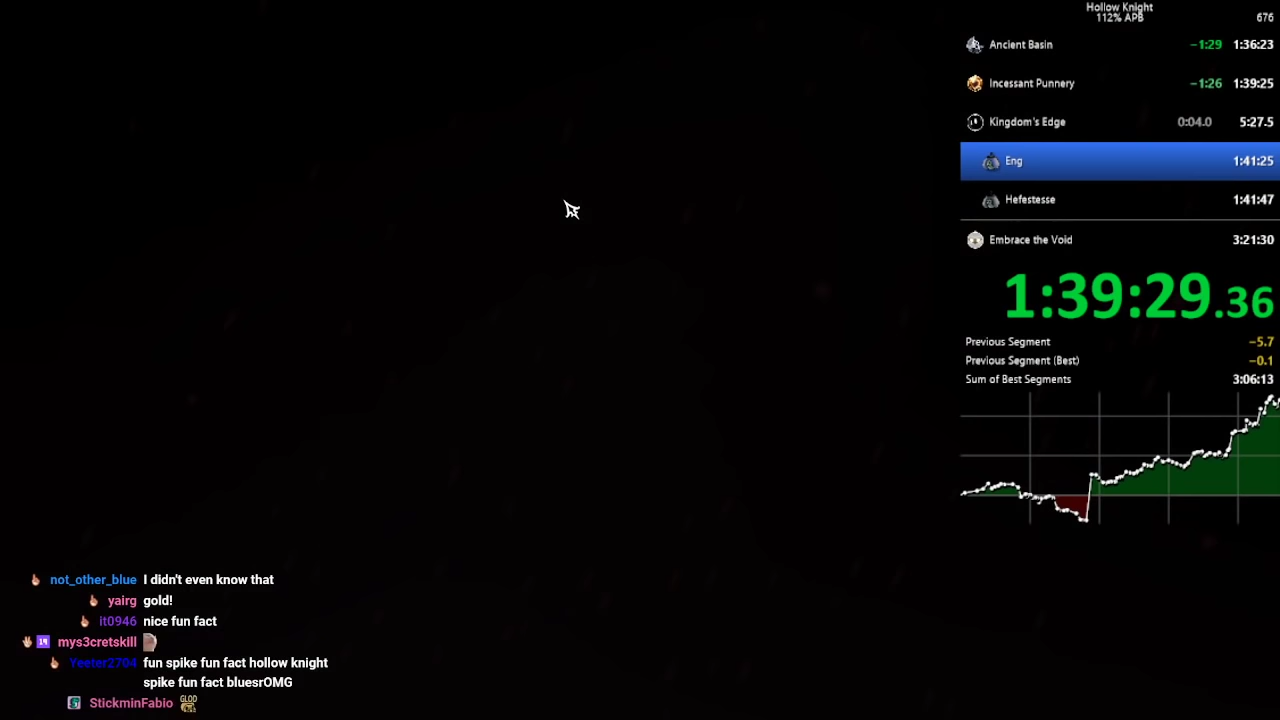 Hollow Knight
112% APB 676
Ancient Basin −1:29 1:36:23
Incessant Punnery −1:26 1:39:25
Kingdom's Edge 0:04.0 5:27.5
Eng 1:41:25
Hefestesse 1:41:47
Embrace the Void 3:21:30
1:39:29.36
Previous Segment −5.7
Previous Segment (Best) −0.1
Sum of Best Segments 3:06:13
not_other_blue I didn't even know that
yairg gold!
it0946 nice fun fact
mys3cretskill
Yeeter2704 fun spike fun fact hollow knight
spike fun fact bluesrOMG
StickminFabio